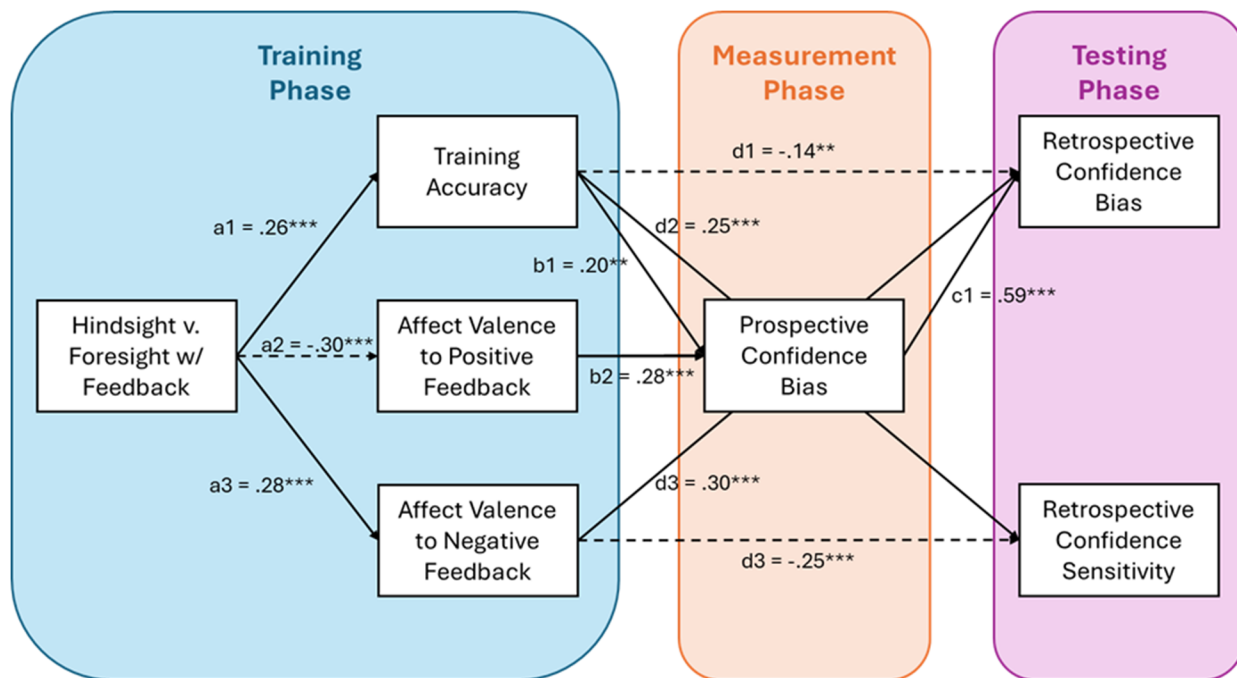 Training
Phase
Measurement
Phase
Testing
Phase
Training
Accuracy
Retrospective
Confidence
Bias
d1 = -.14**
a1 = .26***
d2 = .25***
b1 = .20**
c1 = .59***
Hindsight v.
Foresight w/
Feedback
a2 = -.30***
Affect Valence
to Positive
Feedback
b2 = .28***
Prospective
Confidence
Bias
a3 = .28***
d3 = .30***
Affect Valence
to Negative
Feedback
d3 = -.25***
Retrospective
Confidence
Sensitivity